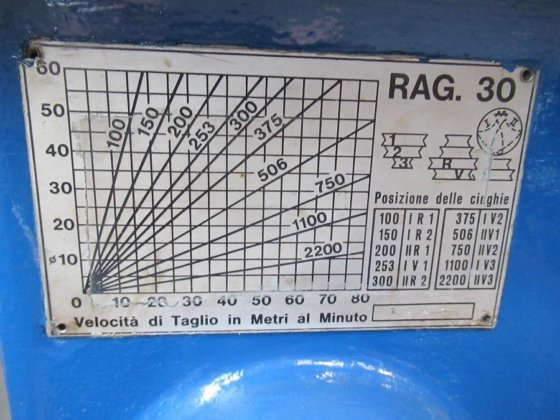 RAG. 30
60
50
40
30
20
ø10
0 10 20 30 40 50 60 70 80
100 150 200 253 300 375
506
750
1100
2200
Velocità di Taglio in Metri al Minuto
I II
1
2
3
R
V
Posizione delle cinghie
100 I R 1 375 I V2
150 I R 2 506 II V1
200 II R 1 750 II V2
253 I V 1 1100 I V3
300 II R 2 2200 II V3